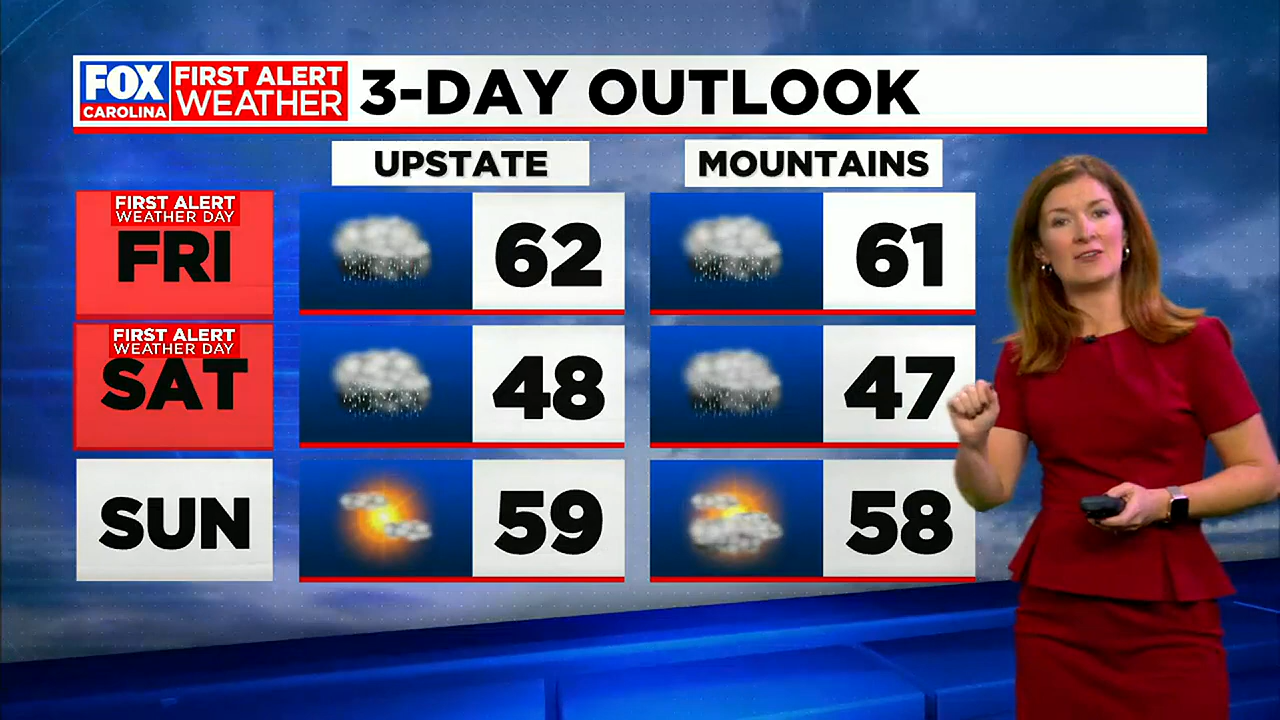 FOX
CAROLINA
FIRST ALERT
WEATHER
3-DAY OUTLOOK
UPSTATE
MOUNTAINS
FIRST ALERT
WEATHER DAY
FRI
62
61
FIRST ALERT
WEATHER DAY
SAT
48
47
SUN
59
58